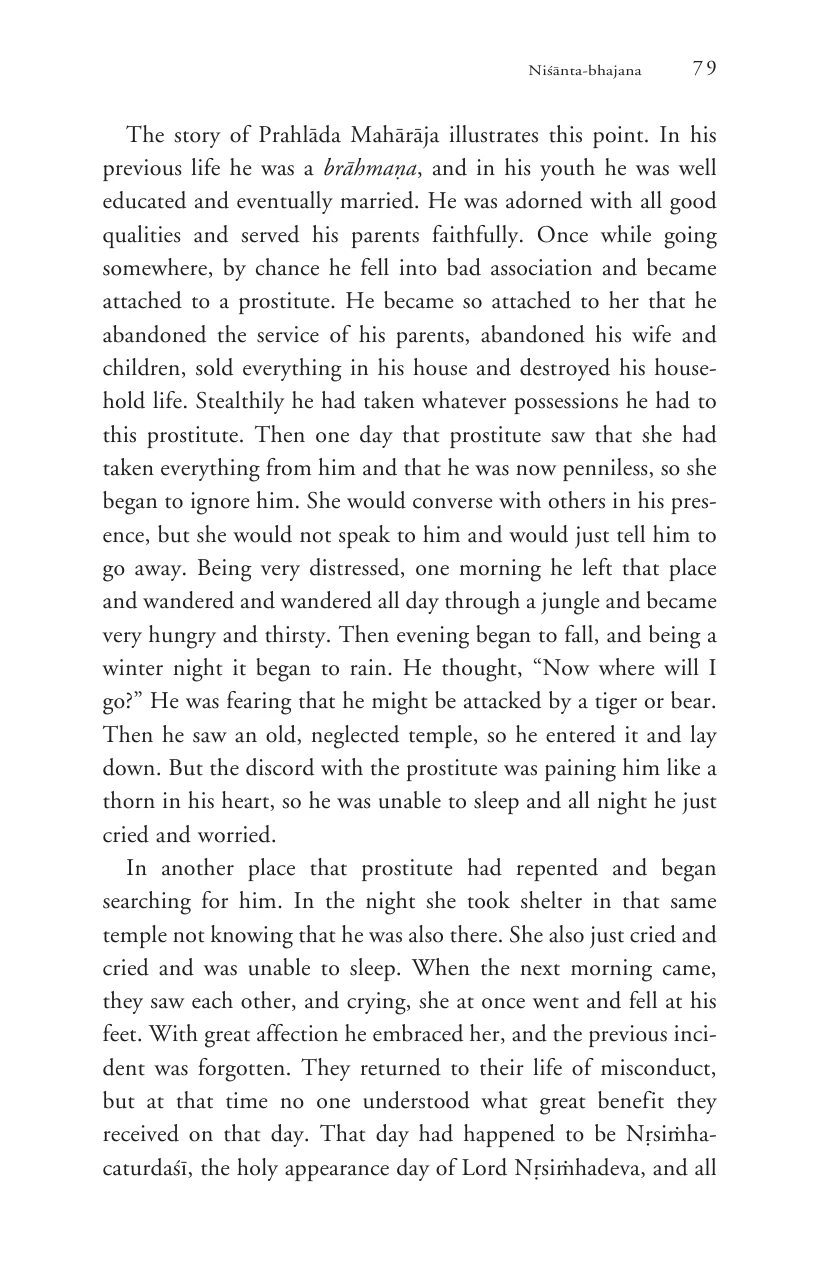 Niśānta-bhajana 79
The story of Prahlāda Mahārāja illustrates this point. In his
previous life he was a brāhmaṇa, and in his youth he was well
educated and eventually married. He was adorned with all good
qualities and served his parents faithfully. Once while going
somewhere, by chance he fell into bad association and became
attached to a prostitute. He became so attached to her that he
abandoned the service of his parents, abandoned his wife and
children, sold everything in his house and destroyed his house-
hold life. Stealthily he had taken whatever possessions he had to
this prostitute. Then one day that prostitute saw that she had
taken everything from him and that he was now penniless, so she
began to ignore him. She would converse with others in his pres-
ence, but she would not speak to him and would just tell him to
go away. Being very distressed, one morning he left that place
and wandered and wandered all day through a jungle and became
very hungry and thirsty. Then evening began to fall, and being a
winter night it began to rain. He thought, “Now where will I
go?” He was fearing that he might be attacked by a tiger or bear.
Then he saw an old, neglected temple, so he entered it and lay
down. But the discord with the prostitute was paining him like a
thorn in his heart, so he was unable to sleep and all night he just
cried and worried.
In another place that prostitute had repented and began
searching for him. In the night she took shelter in that same
temple not knowing that he was also there. She also just cried and
cried and was unable to sleep. When the next morning came,
they saw each other, and crying, she at once went and fell at his
feet. With great affection he embraced her, and the previous inci-
dent was forgotten. They returned to their life of misconduct,
but at that time no one understood what great benefit they
received on that day. That day had happened to be Nṛsiṁha-
caturdaśī, the holy appearance day of Lord Nṛsiṁhadeva, and all